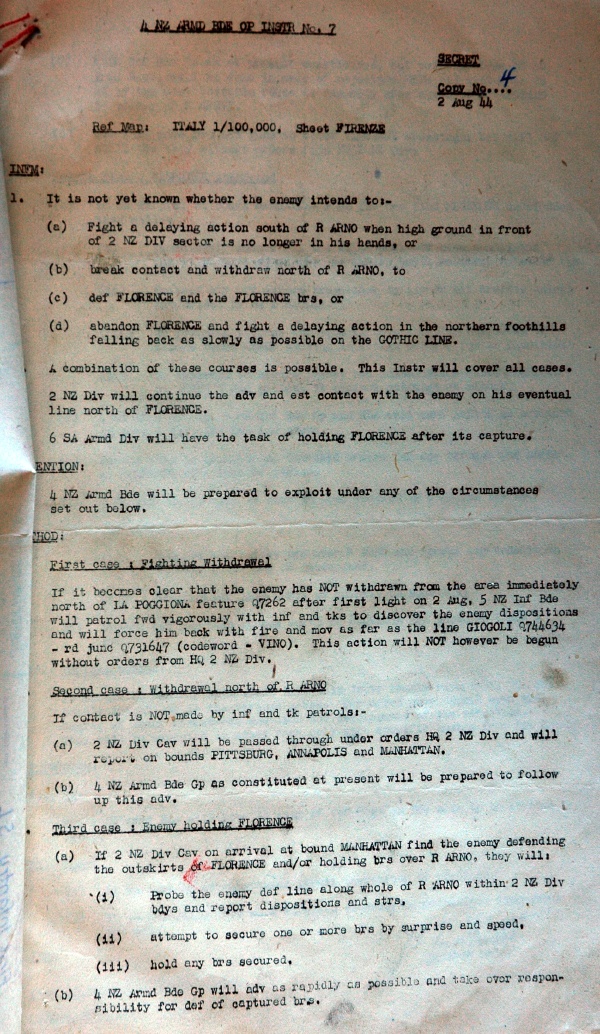 4 NZ ARMD BDE OP INSTR No. 7
SECRET
Copy No....4
2 Aug 44
Ref Map: ITALY 1/100,000, Sheet FIRENZE
INFM:
1. It is not yet known whether the enemy intends to:-
(a) Fight a delaying action south of R ARNO when high ground in front
of 2 NZ DIV sector is no longer in his hands, or
(b) break contact and withdraw north of R ARNO, to
(c) def FLORENCE and the FLORENCE brs, or
(d) abandon FLORENCE and fight a delaying action in the northern foothills
falling back as slowly as possible on the GOTHIC LINE.
A combination of these courses is possible. This Instr will cover all cases.
2 NZ Div will continue the adv and est contact with the enemy on his eventual
line north of FLORENCE.
6 SA Armd Div will have the task of holding FLORENCE after its capture.
ENTION:
4 NZ Armd Bde will be prepared to exploit under any of the circumstances
set out below.
HOD:
First case : Fighting Withdrawal
If it becomes clear that the enemy has NOT withdrawn from the area immediately
north of LA POGGIONA feature Q7262 after first light on 2 Aug, 5 NZ Inf Bde
will patrol fwd vigorously with inf and tks to discover the enemy dispositions
and will force him back with fire and mov as far as the line GIOGOLI Q744634
- rd junc Q731647 (codeword - VINO). This action will NOT however be begun
without orders from HQ 2 NZ Div.
Second case : Withdrawal north of R ARNO
If contact is NOT made by inf and tk patrols:-
(a) 2 NZ Div Cav will be passed through under orders HQ 2 NZ Div and will
report on bounds PITTSBURG, ANNAPOLIS and MANHATTAN.
(b) 4 NZ Armd Bde Gp as constituted at present will be prepared to follow
up this adv.
Third case : Enemy holding FLORENCE
(a) If 2 NZ Div Cav on arrival at bound MANHATTAN find the enemy defending
the outskirts of FLORENCE and/or holding brs over R ARNO, they will:
(i) Probe the enemy def line along whole of R ARNO within 2 NZ Div
bdys and report dispositions and strs,
(ii) attempt to secure one or more brs by surprise and speed,
(iii) hold any brs secured.
(b) 4 NZ Armd Bde Gp will adv as rapidly as possible and take over respon-
sibility for def of captured brs.